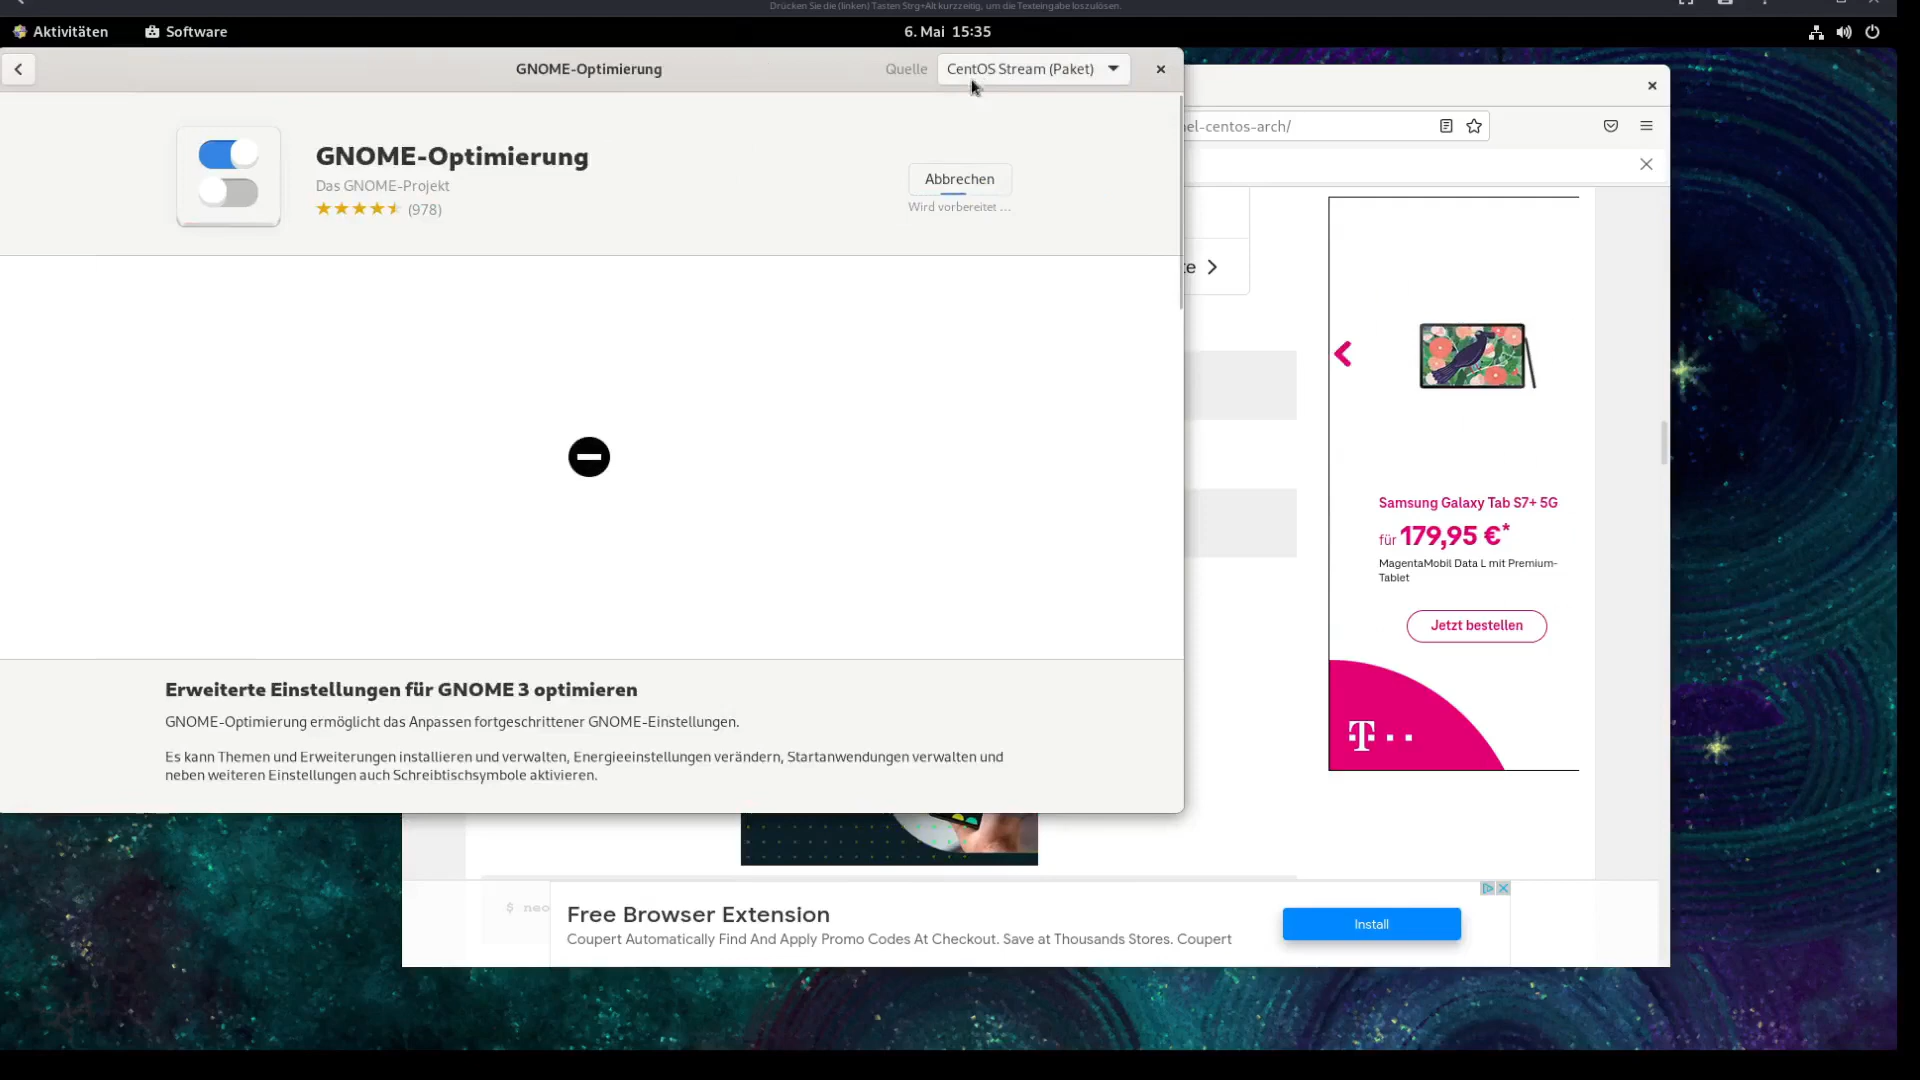 Drücken Sie die (linken) Tasten Strg+Alt kurzzeitig, um die Texteingabe loszulösen.
Aktivitäten
Software
6. Mai 15:35
GNOME-Optimierung
Quelle
CentOS Stream (Paket)
GNOME-Optimierung
Das GNOME-Projekt
(978)
Abbrechen
Wird vorbereitet …
el-centos-arch/
te
Samsung Galaxy Tab S7+ 5G
für 179,95 €*
MagentaMobil Data L mit Premium-
Tablet
Jetzt bestellen
T
Erweiterte Einstellungen für GNOME 3 optimieren
GNOME-Optimierung ermöglicht das Anpassen fortgeschrittener GNOME-Einstellungen.
Es kann Themen und Erweiterungen installieren und verwalten, Energieeinstellungen verändern, Startanwendungen verwalten und
neben weiteren Einstellungen auch Schreibtischsymbole aktivieren.
$ neo
Free Browser Extension
Coupert Automatically Find And Apply Promo Codes At Checkout. Save at Thousands Stores. Coupert
Install